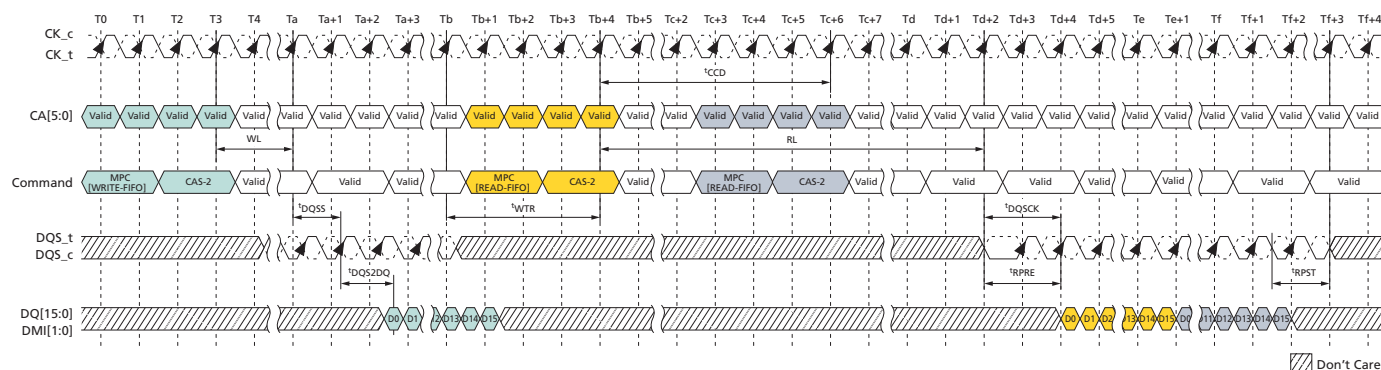 T0 T1 T2 T3 T4 Ta Ta+1 Ta+2 Ta+3 Tb Tb+1 Tb+2 Tb+3 Tb+4 Tb+5 Tc+2 Tc+3 Tc+4 Tc+5 Tc+6 Tc+7 Td Td+1 Td+2 Td+3 Td+4 Td+5 Te Te+1 Tf Tf+1 Tf+2 Tf+3 Tf+4
CK_c
CK_t
tCCD
CA[5:0] Valid Valid Valid Valid Valid Valid Valid Valid Valid Valid Valid Valid Valid Valid Valid Valid Valid Valid Valid Valid Valid Valid Valid Valid Valid Valid Valid Valid Valid Valid Valid Valid Valid Valid
WL RL
Command MPC [WRITE-FIFO] CAS-2 Valid Valid Valid MPC [READ-FIFO] CAS-2 Valid MPC [READ-FIFO] CAS-2 Valid Valid Valid Valid Valid Valid
tDQSS tWTR tDQSCK
DQS_t
DQS_c
tDQS2DQ tRPRE tRPST
DQ[15:0] D0 D1 D13 D14 D15 D0 D1 D2 D14 D15 D0 D12 D13 D14 D15
DMI[1:0]
Don't Care